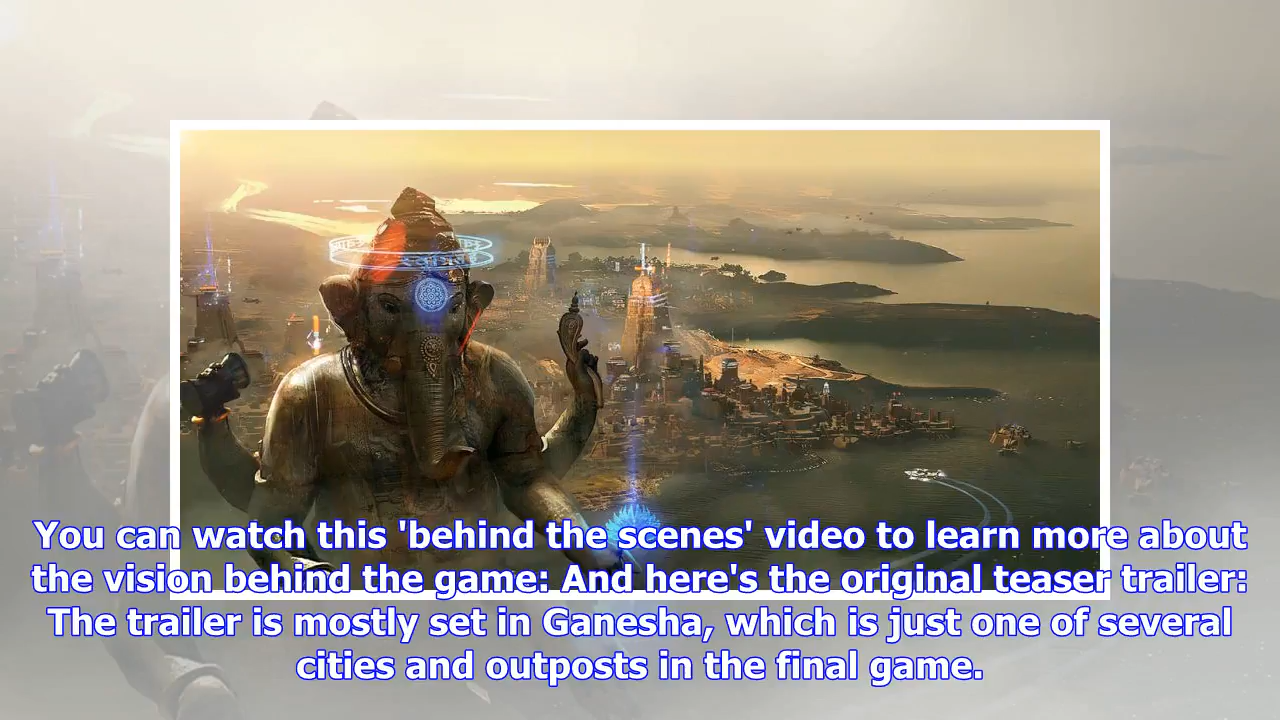 You can watch this 'behind the scenes' video to learn more about
the vision behind the game: And here's the original teaser trailer:
The trailer is mostly set in Ganesha, which is just one of several
cities and outposts in the final game.